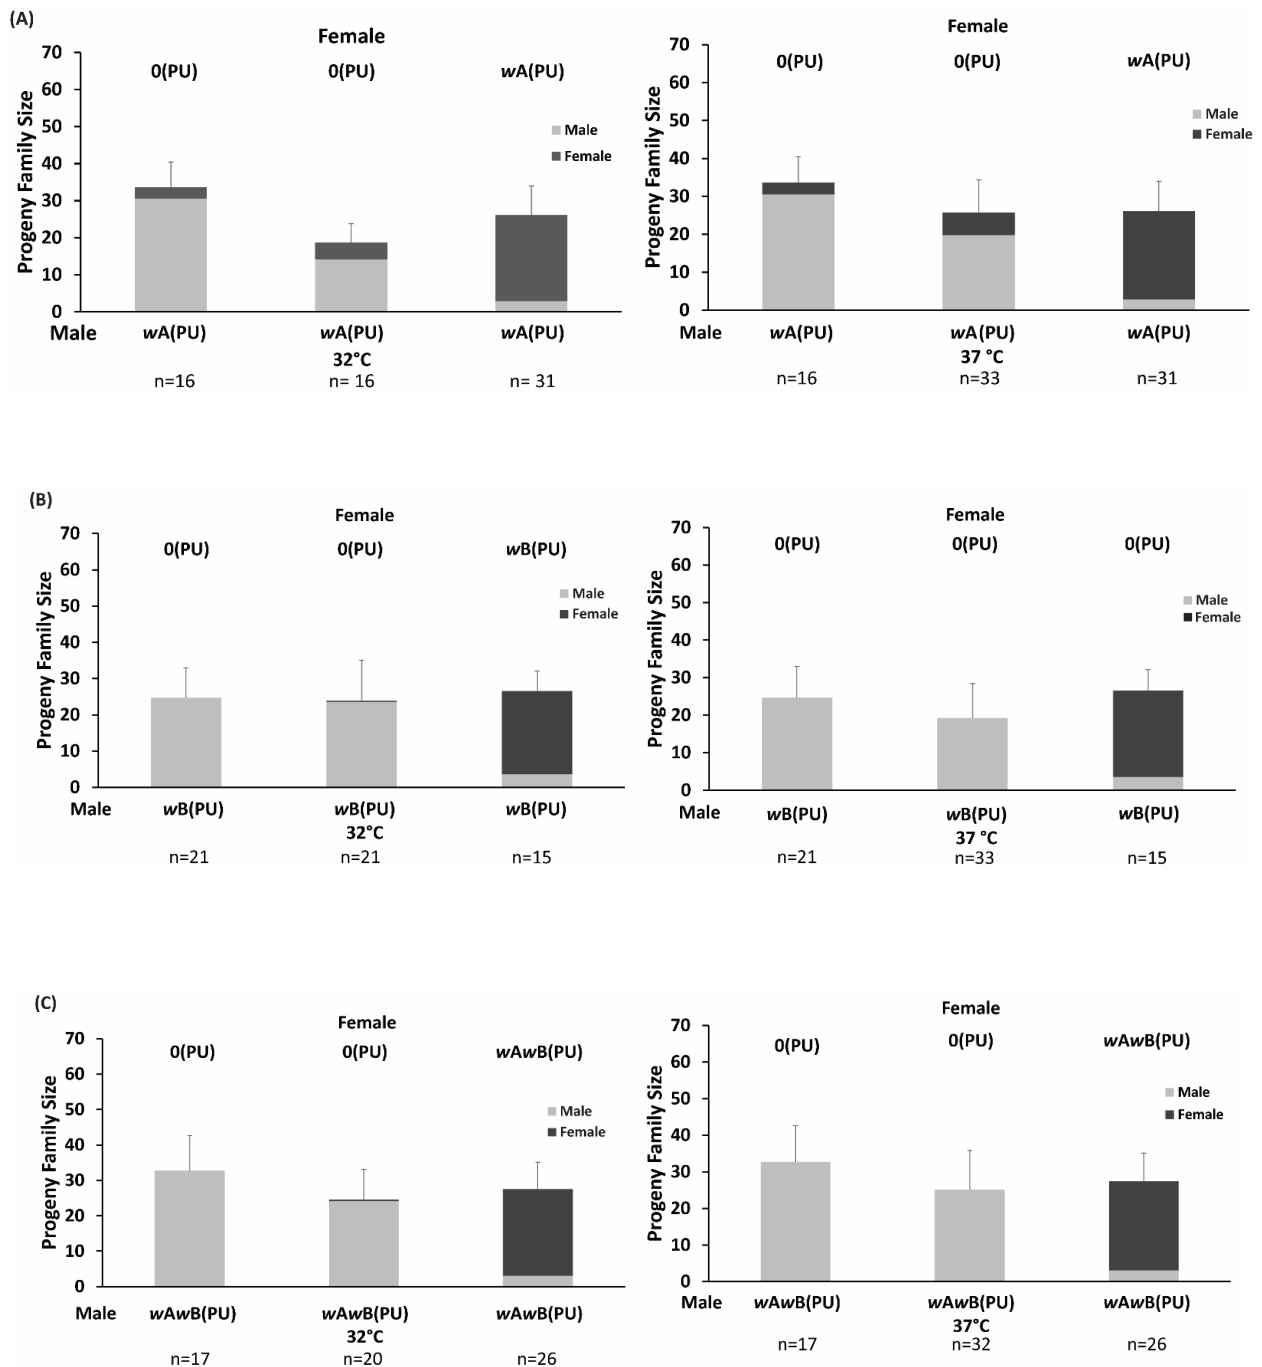 (A)
Female
0(PU) 0(PU) wA(PU)
Progeny Family Size
70
60
50
40
30
20
10
0
Male
Female
Male wA(PU) wA(PU) wA(PU)
32°C
n=16 n= 16 n= 31
Female
0(PU) 0(PU) wA(PU)
Progeny Family Size
70
60
50
40
30
20
10
0
Male
Female
Male wA(PU) wA(PU) wA(PU)
37 °C
n=16 n=33 n=31
(B)
Female
0(PU) 0(PU) wB(PU)
Progeny Family Size
70
60
50
40
30
20
10
0
Male
Female
Male wB(PU) wB(PU) wB(PU)
32°C
n=21 n=21 n=15
Female
0(PU) 0(PU) 0(PU)
Progeny Family Size
70
60
50
40
30
20
10
0
Male
Female
Male wB(PU) wB(PU) wB(PU)
37 °C
n=21 n=33 n=15
(C)
Female
0(PU) 0(PU) wAwB(PU)
Progeny Family Size
70
60
50
40
30
20
10
0
Male
Female
Male wAwB(PU) wAwB(PU) wAwB(PU)
32°C
n=17 n=20 n=26
Female
0(PU) 0(PU) wAwB(PU)
Progeny Family Size
70
60
50
40
30
20
10
0
Male
Female
Male wAwB(PU) wAwB(PU) wAwB(PU)
37°C
n=17 n=32 n=26